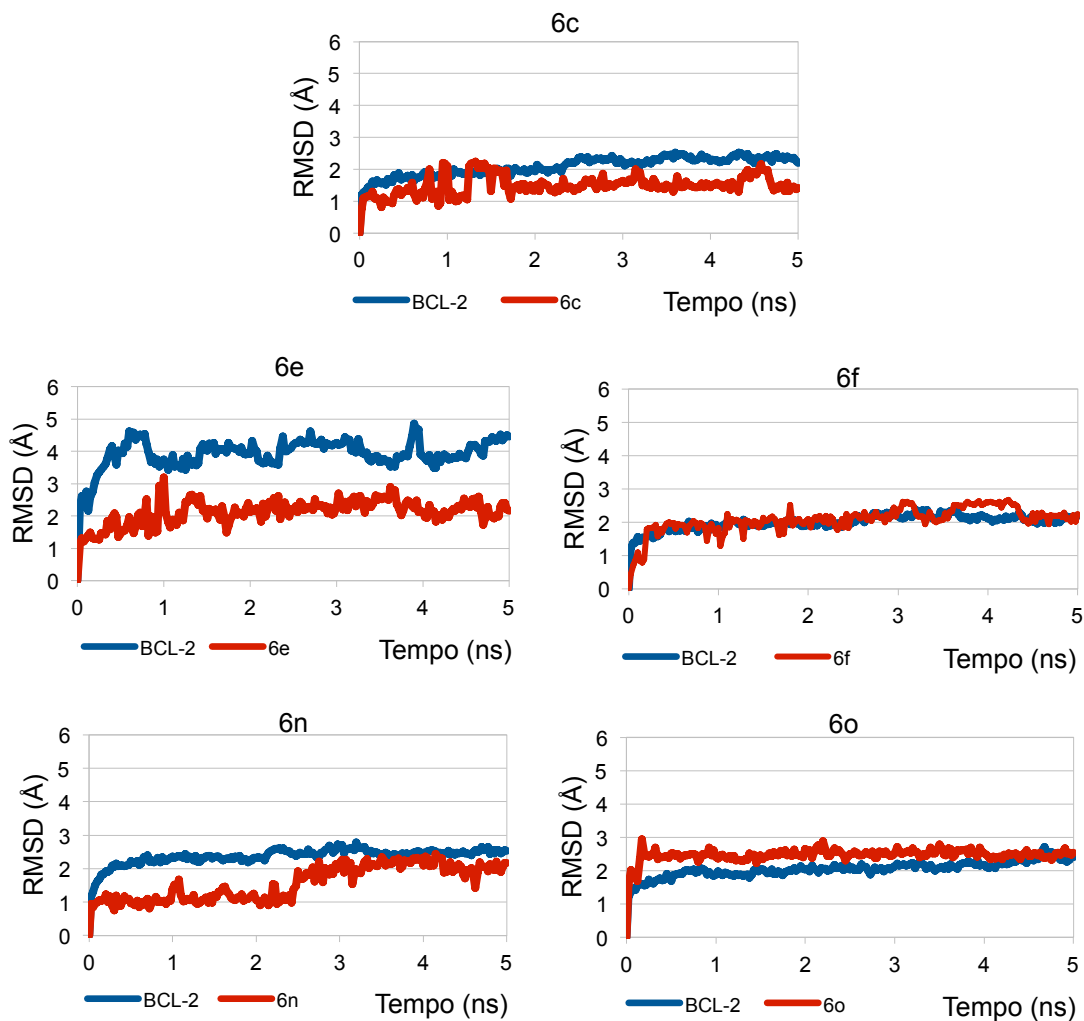 6c
RMSD (Å)
6
5
4
3
2
1
0
0 1 2 3 4 5
BCL-2 6c Tempo (ns)
6e
RMSD (Å)
6
5
4
3
2
1
0
0 1 2 3 4 5
BCL-2 6e Tempo (ns)
6f
RMSD (Å)
6
5
4
3
2
1
0
0 1 2 3 4 5
BCL-2 6f Tempo (ns)
6n
RMSD (Å)
6
5
4
3
2
1
0
0 1 2 3 4 5
BCL-2 6n Tempo (ns)
6o
RMSD (Å)
6
5
4
3
2
1
0
0 1 2 3 4 5
BCL-2 6o Tempo (ns)